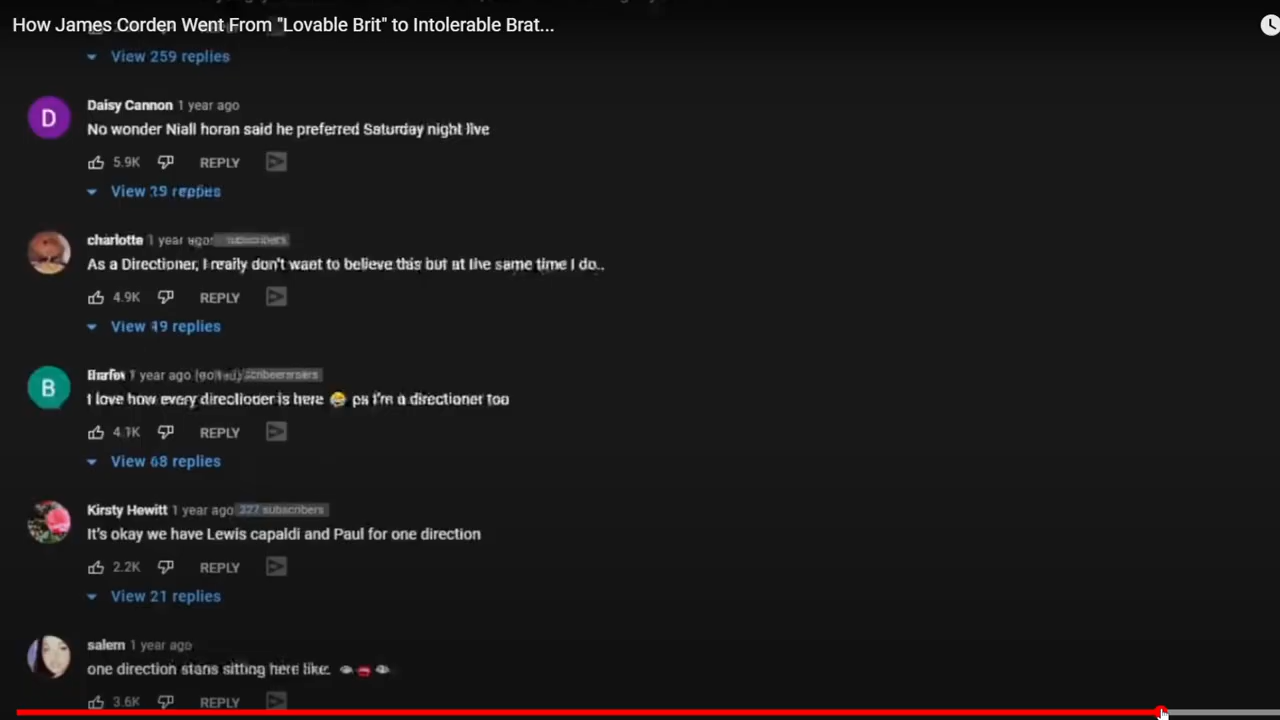 How James Corden Went From "Lovable Brit" to Intolerable Brat...
View 259 replies
D
Daisy Cannon 1 year ago
No wonder Niall horan said he preferred Saturday night live
5.9K REPLY
View replies
charlotte 1 year ago subscribers
As a Directioner, I really don't want to believe this but at the same time I do..
4.9K REPLY
View replies
B
1 year ago
I love how every directioner is here 😂 ps I'm a directioner too
REPLY
View 68 replies
Kirsty Hewitt 1 year ago 327 subscribers
It's okay we have Lewis capaldi and Paul for one direction
2.2K REPLY
View 21 replies
salem 1 year ago
one direction stans sitting here like. 👁👄👁
3.6K REPLY